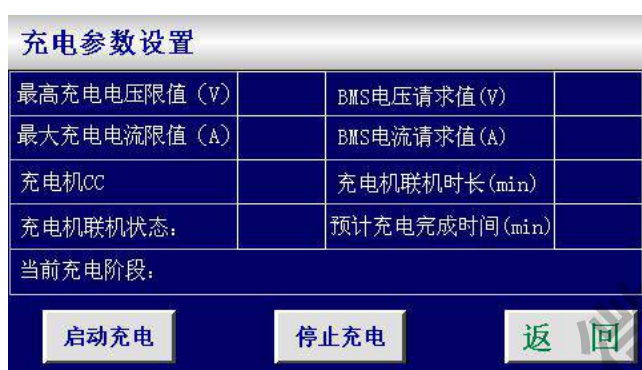 充电参数设置
最高充电电压限值（V） BMS电压请求值(V)
最大充电电流限值（A） BMS电流请求值(A)
充电机CC 充电机联机时长(min)
充电机联机状态： 预计充电完成时间(min)
当前充电阶段：
启动充电 停止充电 返 回